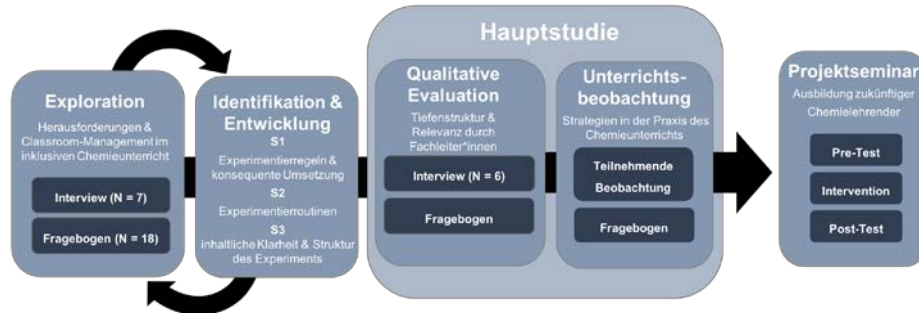 Exploration
Herausforderungen &
Classroom-Management im
inklusiven Chemieunterricht
Interview (N = 7)
Fragebogen (N = 18)
Identifikation &
Entwicklung
S1
Experimentierregeln &
konsequente Umsetzung
S2
Experimentierroutinen
S3
inhaltliche Klarheit & Struktur
des Experiments
Hauptstudie
Qualitative
Evaluation
Tiefenstruktur &
Relevanz durch
Fachleiter*innen
Interview (N = 6)
Fragebogen
Unterrichts-
beobachtung
Strategien in der Praxis des
Chemieunterrichts
Teilnehmende
Beobachtung
Fragebogen
Projektseminar
Ausbildung zukünftiger
Chemielehrender
Pre-Test
Intervention
Post-Test